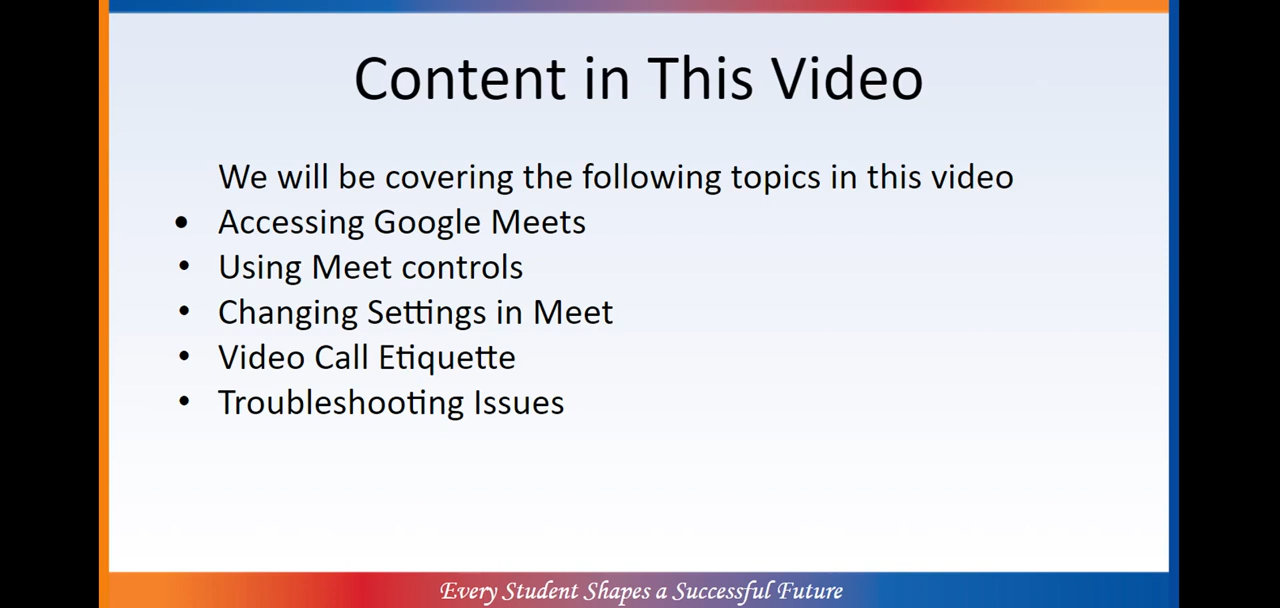 Content in This Video
We will be covering the following topics in this video
• Accessing Google Meets
• Using Meet controls
• Changing Settings in Meet
• Video Call Etiquette
• Troubleshooting Issues
Every Student Shapes a Successful Future